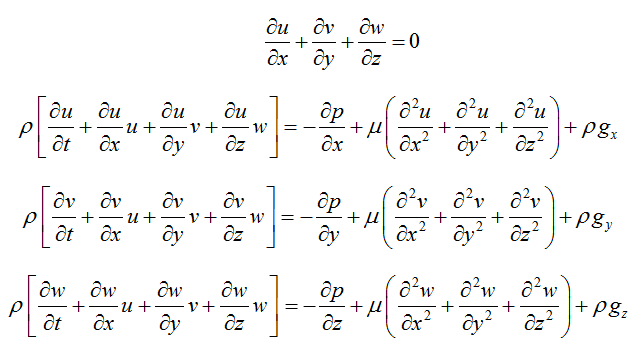 ∂u/∂x + ∂v/∂y + ∂w/∂z = 0
ρ[∂u/∂t + ∂u/∂x u + ∂u/∂y v + ∂u/∂z w] = −∂p/∂x + μ(∂²u/∂x² + ∂²u/∂y² + ∂²u/∂z²) + ρgₓ
ρ[∂v/∂t + ∂v/∂x u + ∂v/∂y v + ∂v/∂z w] = −∂p/∂y + μ(∂²v/∂x² + ∂²v/∂y² + ∂²v/∂z²) + ρg_y
ρ[∂w/∂t + ∂w/∂x u + ∂w/∂y v + ∂w/∂z w] = −∂p/∂z + μ(∂²w/∂x² + ∂²w/∂y² + ∂²w/∂z²) + ρg_z